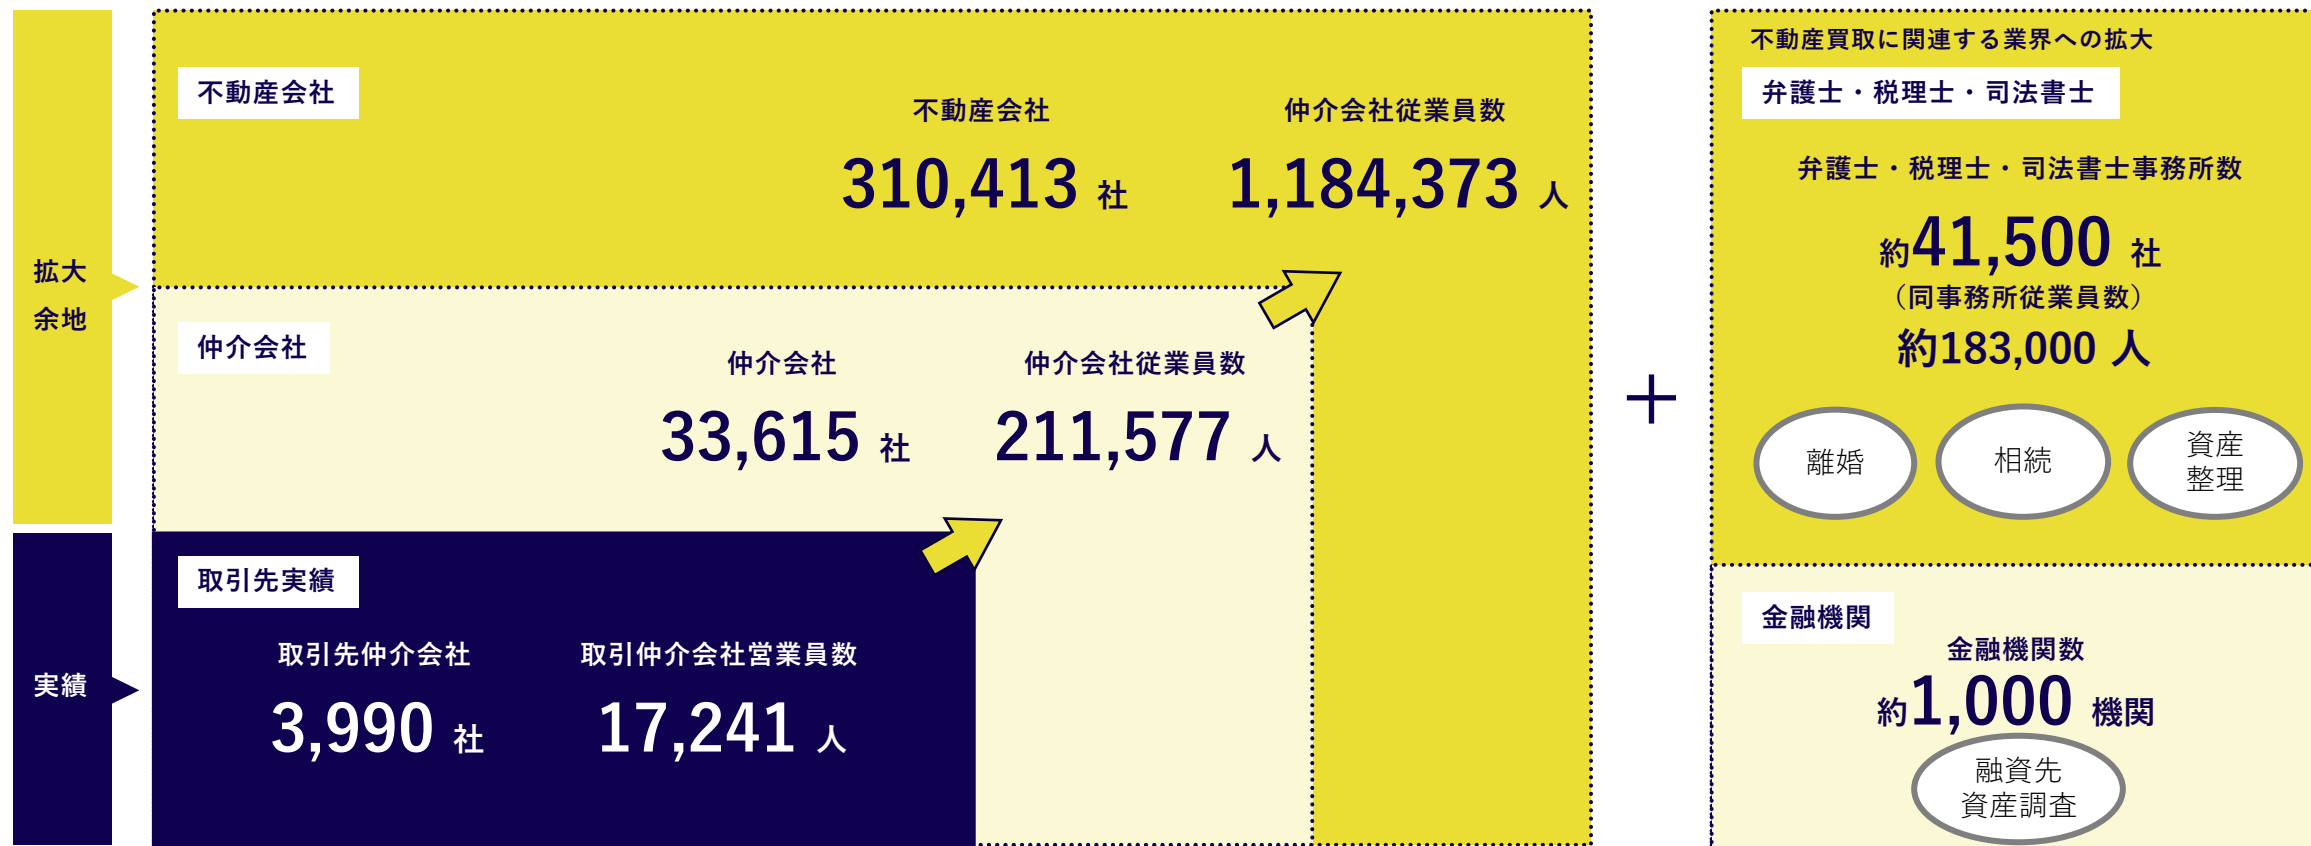 拡大
余地
不動産会社
不動産会社
310,413 社
仲介会社従業員数
1,184,373 人
仲介会社
仲介会社
33,615 社
仲介会社従業員数
211,577 人
実績
取引先実績
取引先仲介会社
3,990 社
取引仲介会社営業員数
17,241 人
+
不動産買取に関連する業界への拡大
弁護士・税理士・司法書士
弁護士・税理士・司法書士事務所数
約41,500 社
（同事務所従業員数）
約183,000 人
離婚
相続
資産
整理
金融機関
金融機関数
約1,000 機関
融資先
資産調査